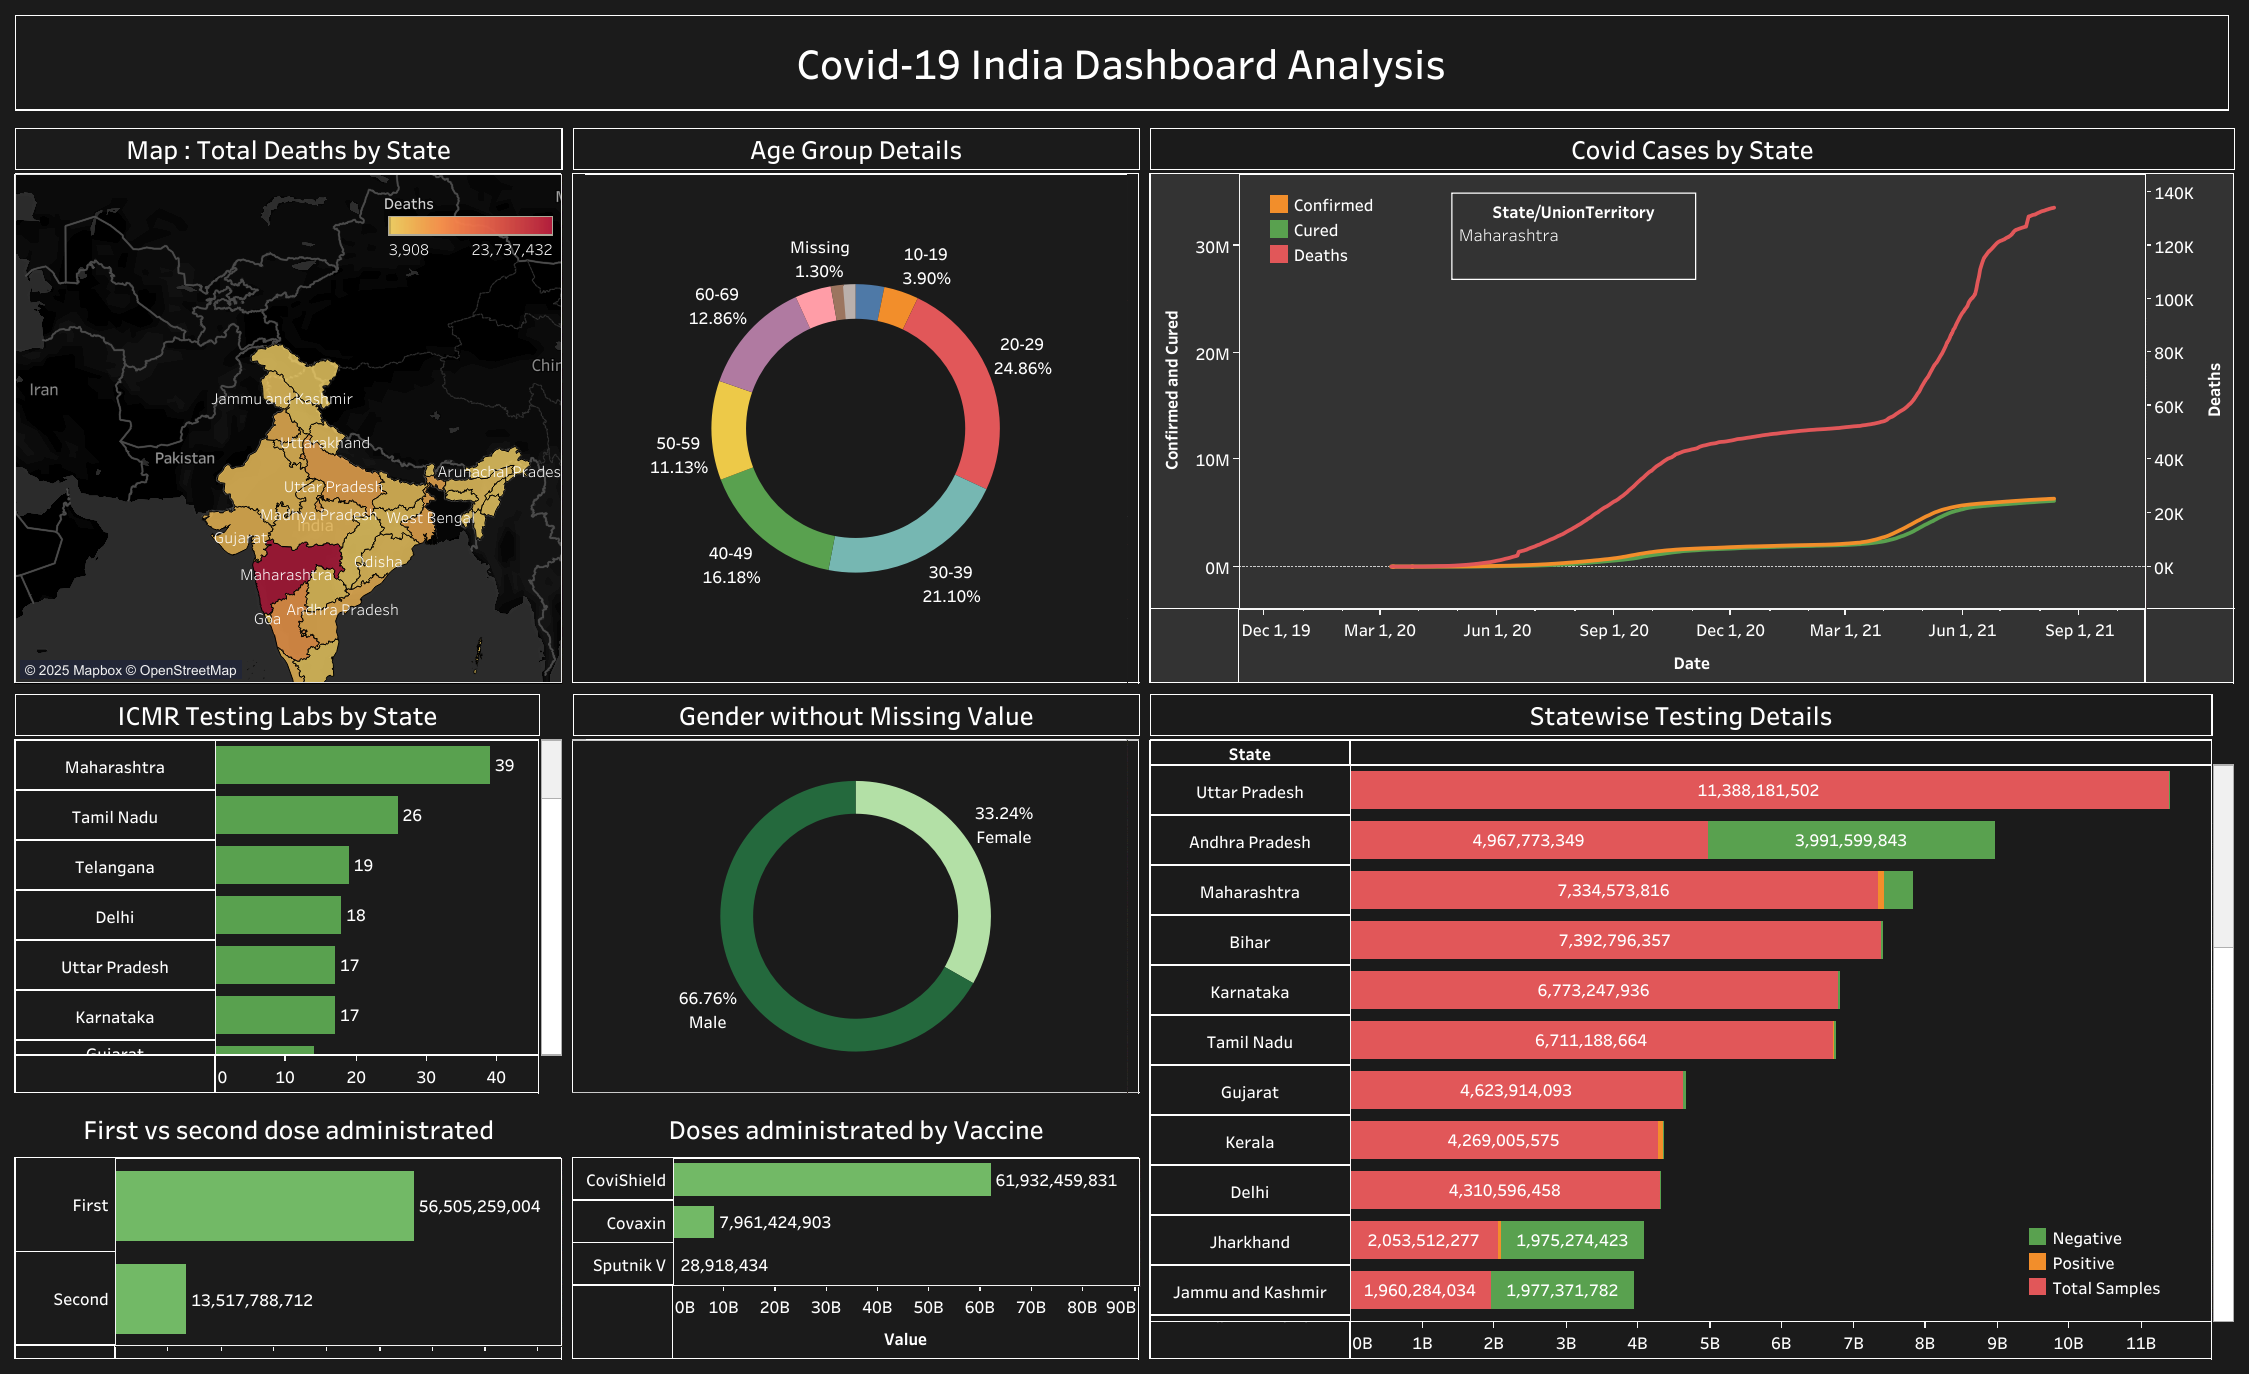 Covid-19 India Dashboard Analysis
Map : Total Deaths by State
Deaths
3,908
23,737,432
Iran
Pakistan
India
Jammu and Kashmir
Uttarakhand
Arunachal Prades
Uttar Pradesh
Madhya Pradesh
West Bengal
Gujarat
Odisha
Maharashtra
Andhra Pradesh
Goa
© 2025 Mapbox © OpenStreetMap
Age Group Details
Missing
1.30%
10-19
3.90%
20-29
24.86%
30-39
21.10%
40-49
16.18%
50-59
11.13%
60-69
12.86%
Covid Cases by State
Confirmed
Cured
Deaths
State/UnionTerritory
Maharashtra
Confirmed and Cured
30M
20M
10M
0M
140K
120K
100K
80K
60K
40K
20K
0K
Deaths
Dec 1, 19
Mar 1, 20
Jun 1, 20
Sep 1, 20
Dec 1, 20
Mar 1, 21
Jun 1, 21
Sep 1, 21
Date
ICMR Testing Labs by State
Maharashtra 39
Tamil Nadu 26
Telangana 19
Delhi 18
Uttar Pradesh 17
Karnataka 17
Gujarat
0 10 20 30 40
Gender without Missing Value
33.24%
Female
66.76%
Male
Statewise Testing Details
State
Uttar Pradesh 11,388,181,502
Andhra Pradesh 4,967,773,349 3,991,599,843
Maharashtra 7,334,573,816
Bihar 7,392,796,357
Karnataka 6,773,247,936
Tamil Nadu 6,711,188,664
Gujarat 4,623,914,093
Kerala 4,269,005,575
Delhi 4,310,596,458
Jharkhand 2,053,512,277 1,975,274,423
Jammu and Kashmir 1,960,284,034 1,977,371,782
Negative
Positive
Total Samples
0B 1B 2B 3B 4B 5B 6B 7B 8B 9B 10B 11B
First vs second dose administrated
First 56,505,259,004
Second 13,517,788,712
Doses administrated by Vaccine
CoviShield 61,932,459,831
Covaxin 7,961,424,903
Sputnik V 28,918,434
0B 10B 20B 30B 40B 50B 60B 70B 80B 90B
Value